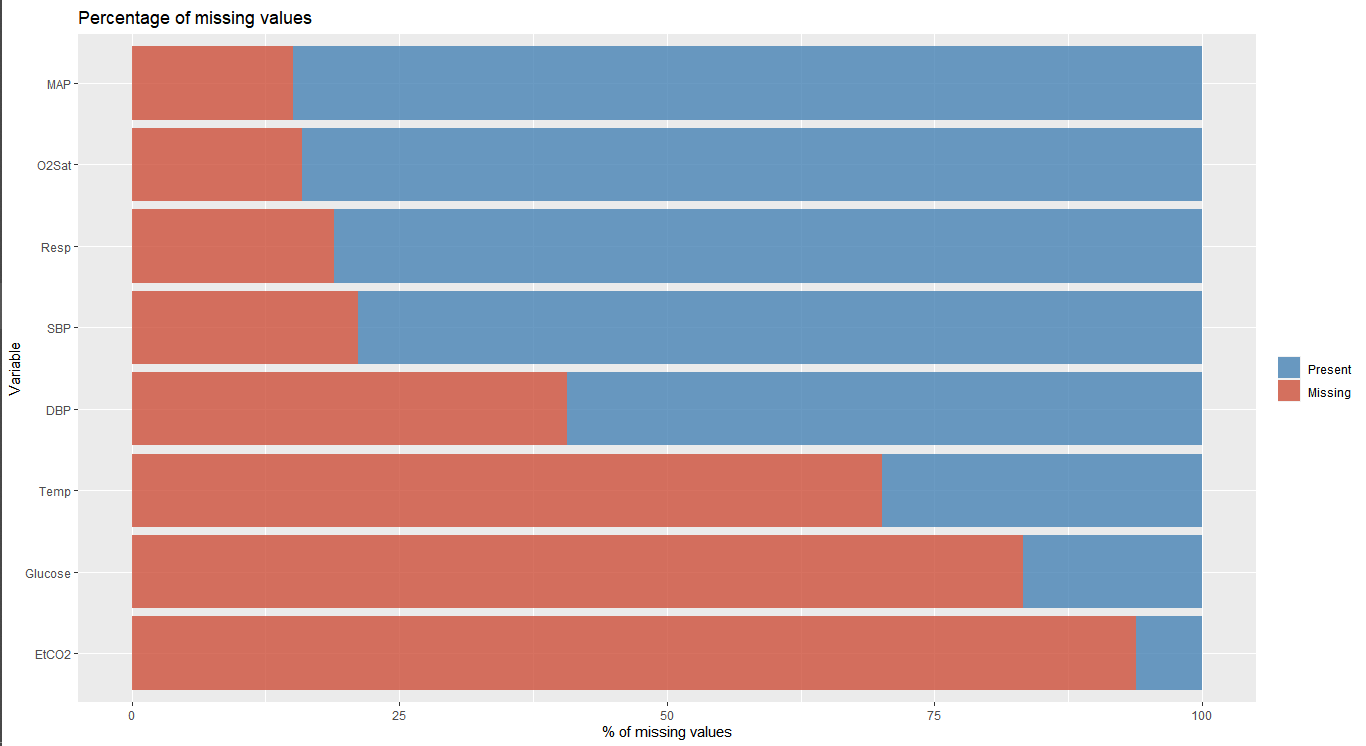 Percentage of missing values
MAP
O2Sat
Resp
SBP
DBP
Temp
Glucose
EtCO2
Variable
0 25 50 75 100
% of missing values
Present
Missing